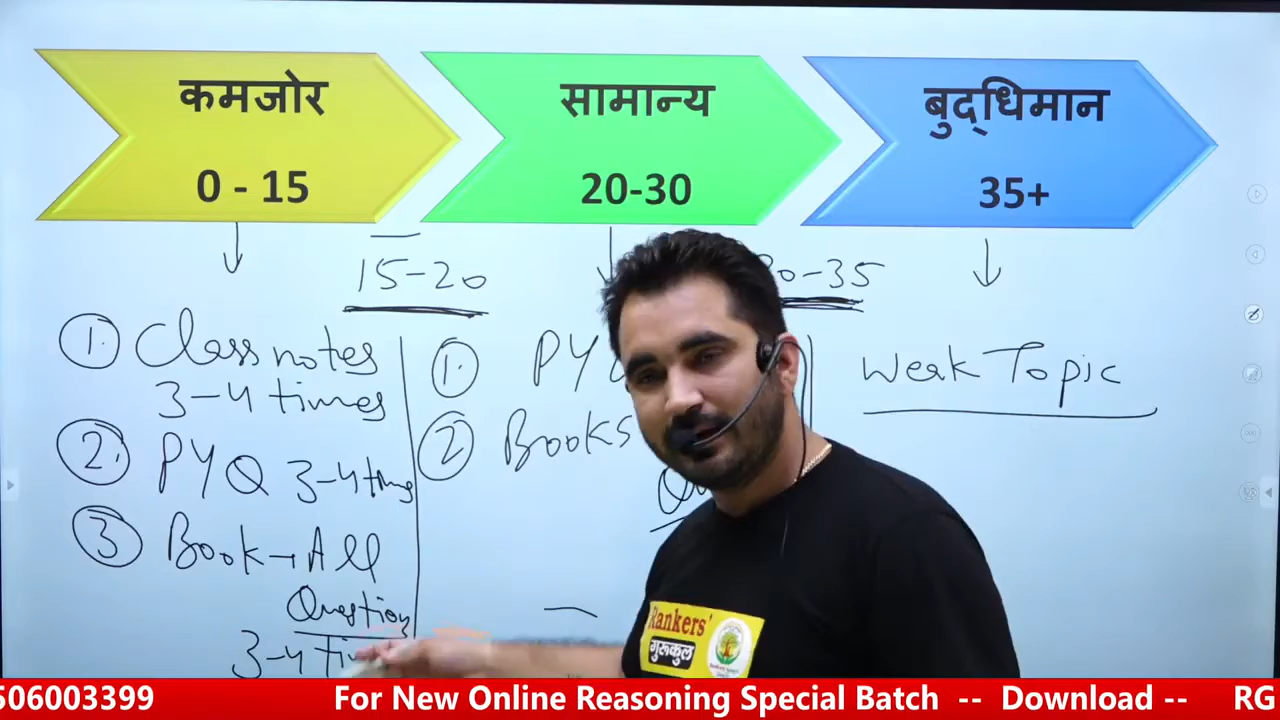 कमजोर
0 - 15
सामान्य
20-30
बुद्धिमान
35+
15-20
0-35
① Class notes
3-4 times
② PYQ 3-4 times
③ Book → All
Question
3-4
① PY
② Books
Weak Topic
Rankers'
गुरूकुल
506003399 For New Online Reasoning Special Batch -- Download -- RG